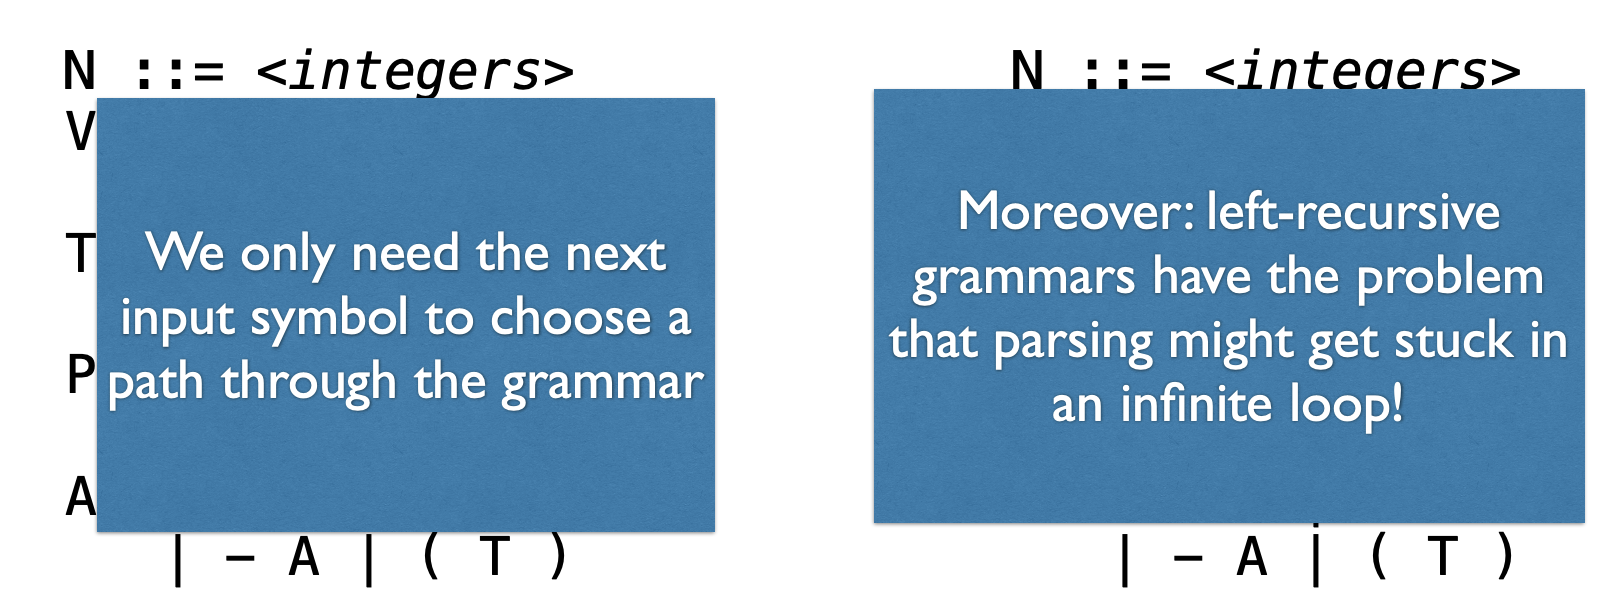 N ::= <integers>
V
T
P
A
| – A | ( T )
We only need the next
input symbol to choose a
path through the grammar
N ::= <integers>
| – A | ( T )
Moreover: left-recursive
grammars have the problem
that parsing might get stuck in
an infinite loop!